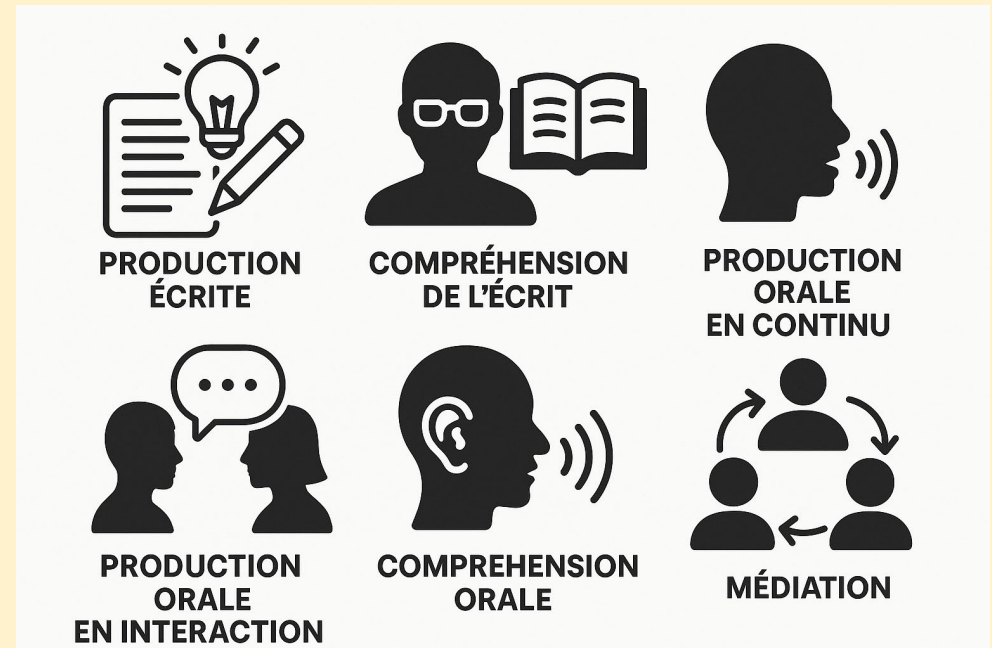 PRODUCTION
ÉCRITE
COMPRÉHENSION
DE L'ÉCRIT
PRODUCTION
ORALE
EN CONTINU
PRODUCTION
ORALE
EN INTERACTION
COMPREHENSION
ORALE
MÉDIATION